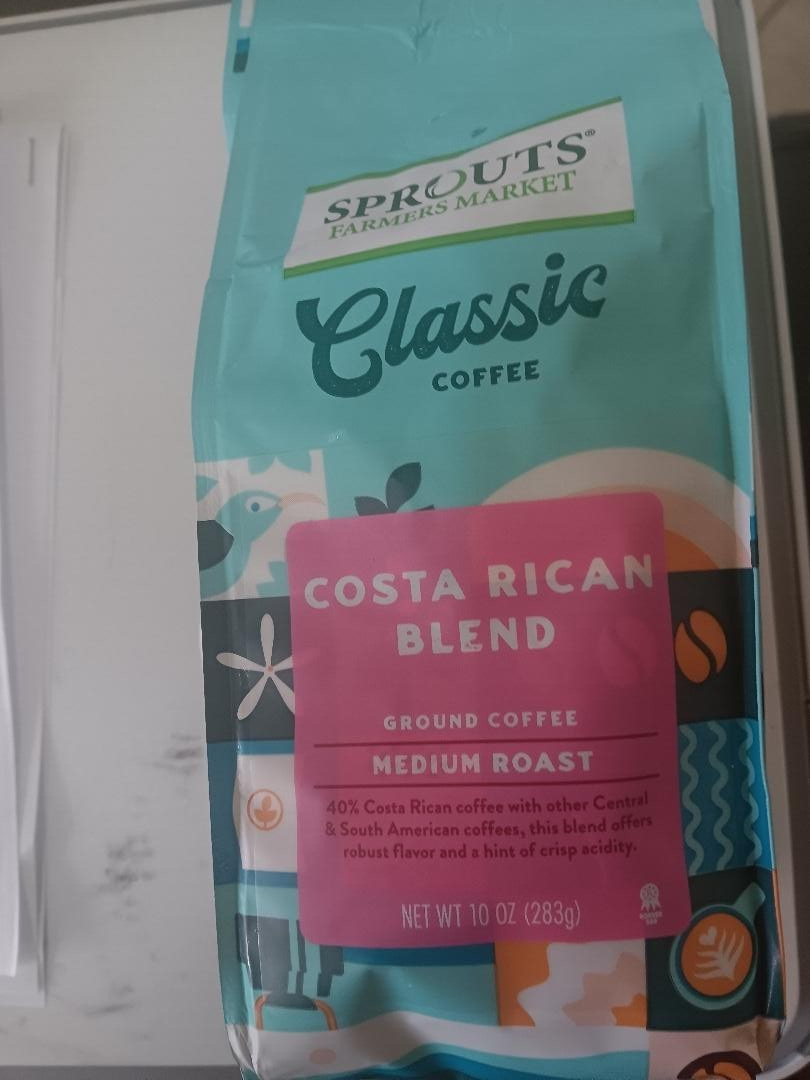 SPROUTS®
FARMERS MARKET
Classic
COFFEE
COSTA RICAN
BLEND
GROUND COFFEE
MEDIUM ROAST
40% Costa Rican coffee with other Central
& South American coffees, this blend offers
robust flavor and a hint of crisp acidity.
NET WT 10 OZ (283g)